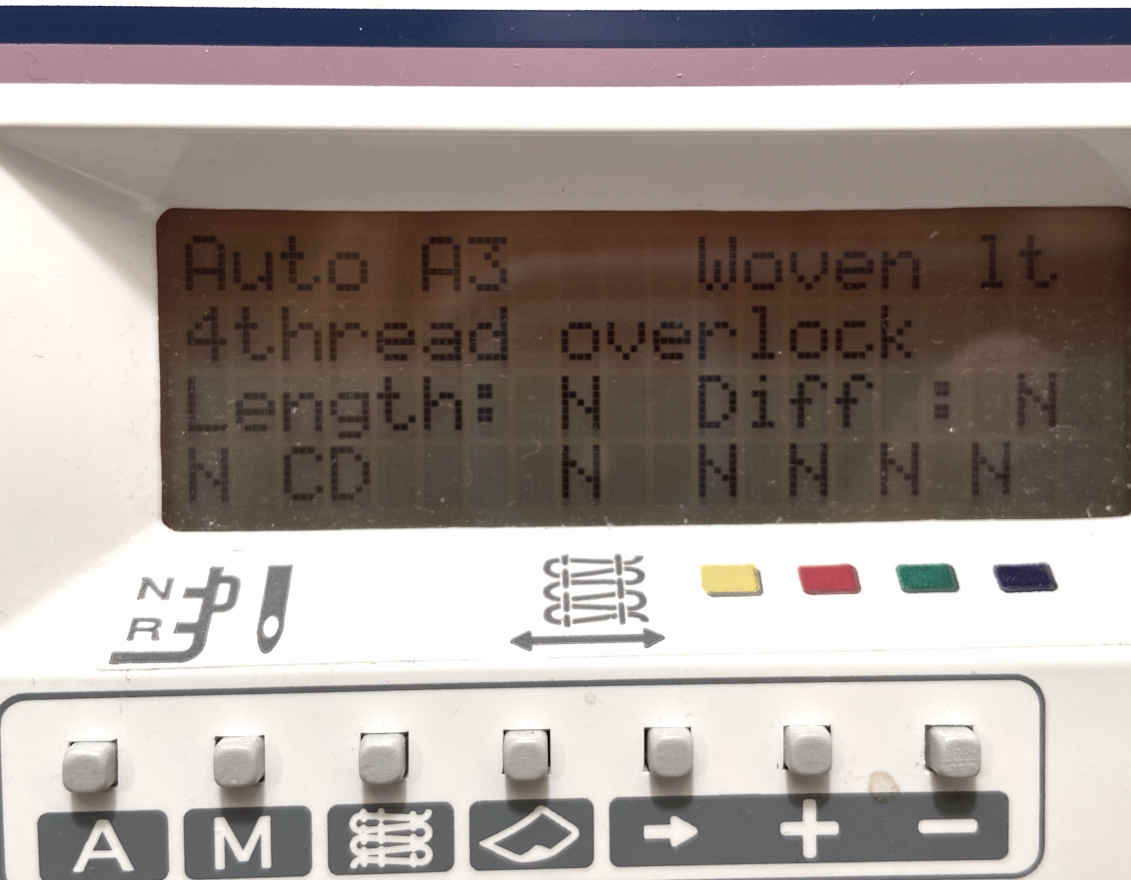 Auto A3 Woven lt
4thread overlock
Length: N Diff : N
N CD N N N N N
N
R
A M → + −